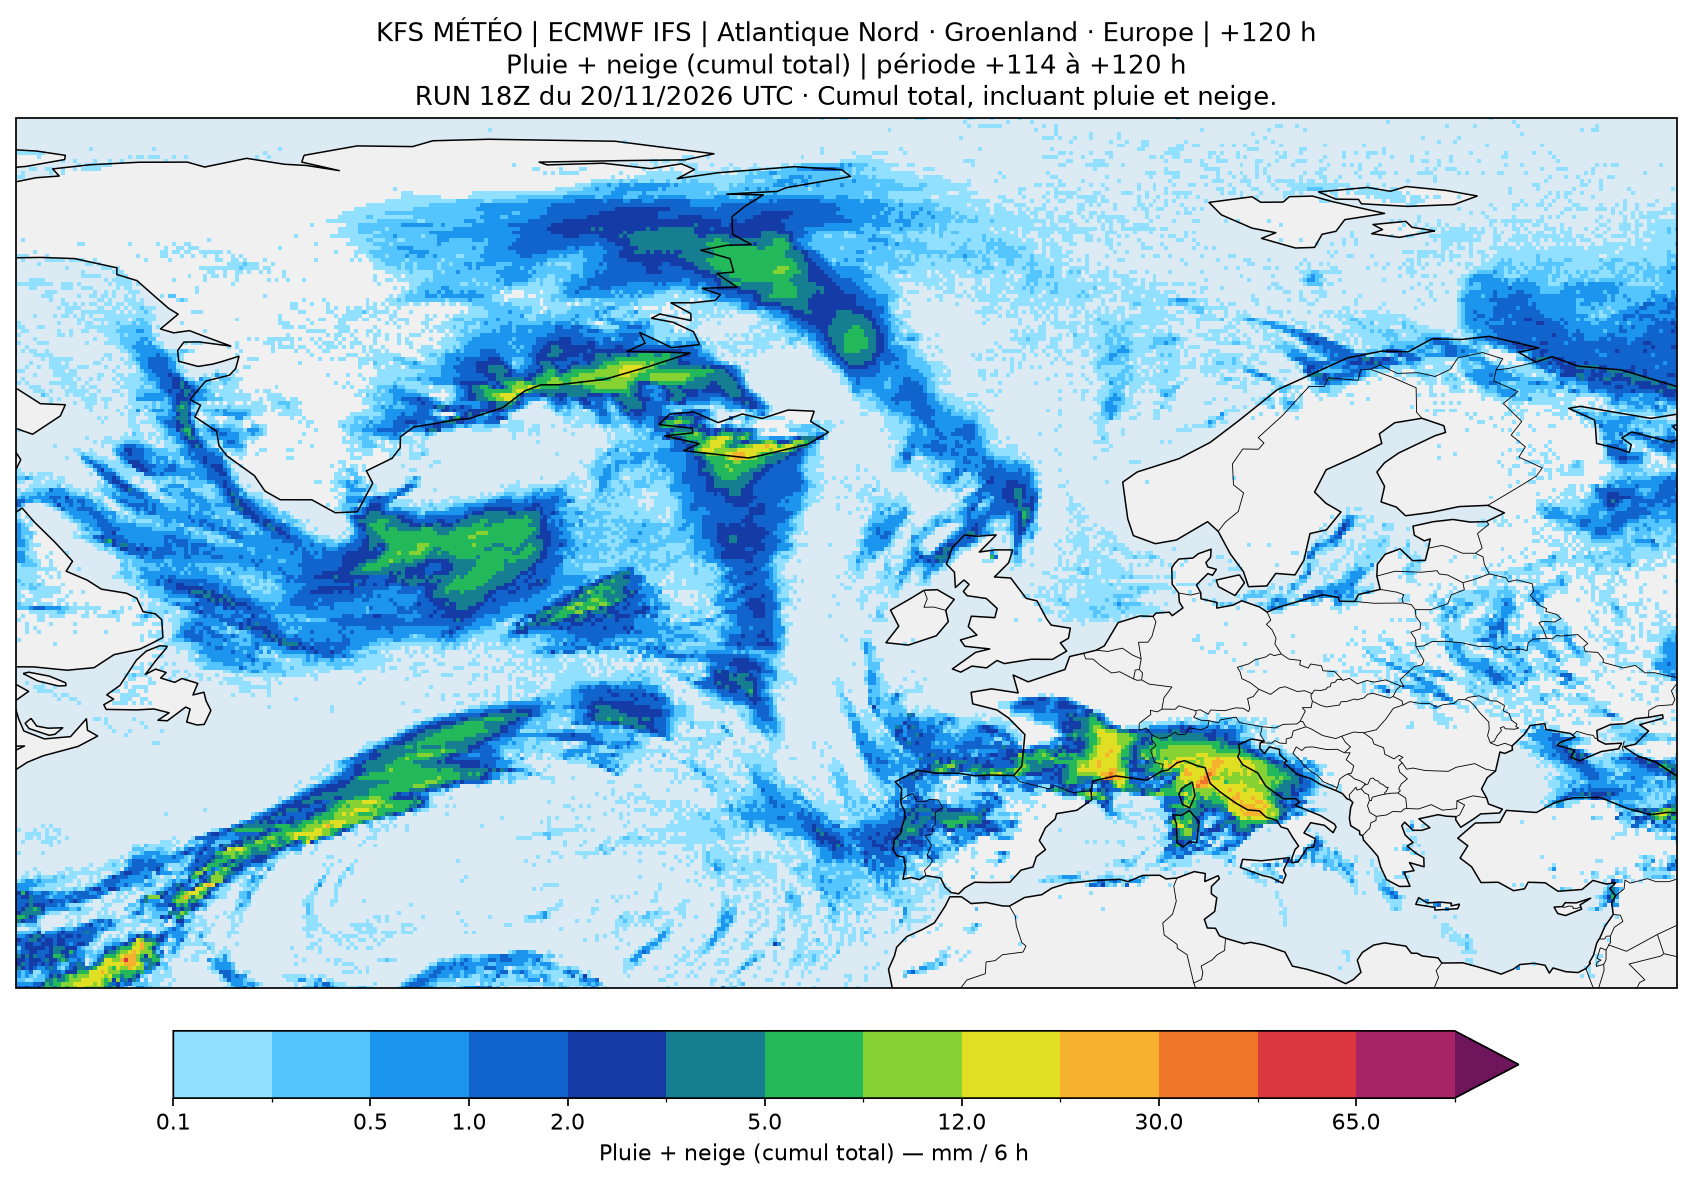 KFS MÉTÉO | ECMWF IFS | Atlantique Nord · Groenland · Europe | +120 h
Pluie + neige (cumul total) | période +114 à +120 h
RUN 18Z du 20/11/2026 UTC · Cumul total, incluant pluie et neige.
0.1 0.5 1.0 2.0 5.0 12.0 30.0 65.0
Pluie + neige (cumul total) — mm / 6 h